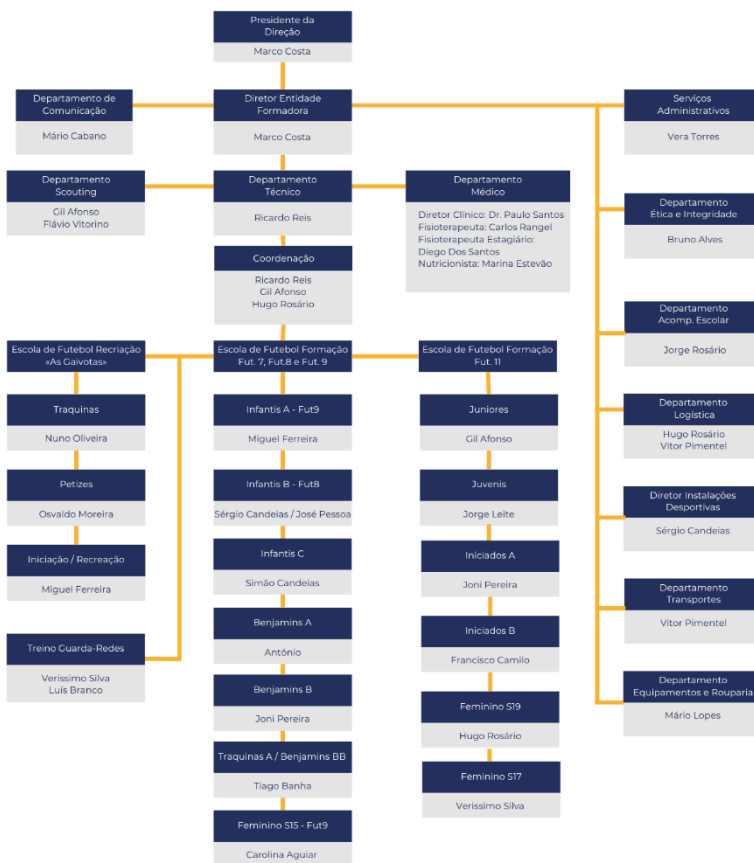 Presidente da
Direção
Marco Costa
Departamento de
Comunicação
Mário Cabano
Diretor Entidade
Formadora
Marco Costa
Serviços
Administrativos
Vera Torres
Departamento
Scouting
Gil Afonso
Flávio Vitorino
Departamento
Técnico
Ricardo Reis
Departamento
Médico
Diretor Clínico: Dr. Paulo Santos
Fisioterapeuta: Carlos Rangel
Fisioterapeuta Estagiário:
Diego Dos Santos
Nutricionista: Marina Estevão
Departamento
Ética e Integridade
Bruno Alves
Coordenação
Ricardo Reis
Gil Afonso
Hugo Rosário
Departamento
Acomp. Escolar
Jorge Rosário
Escola de Futebol Recriação
«As Gaivotas»
Escola de Futebol Formação
Fut. 7, Fut.8 e Fut. 9
Escola de Futebol Formação
Fut. 11
Traquinas
Nuno Oliveira
Infantis A - Fut9
Miguel Ferreira
Juniores
Gil Afonso
Departamento
Logística
Hugo Rosário
Vitor Pimentel
Petizes
Osvaldo Moreira
Infantis B - Fut8
Sérgio Candeias / José Pessoa
Juvenis
Jorge Leite
Diretor Instalações
Desportivas
Sérgio Candeias
Iniciação / Recreação
Miguel Ferreira
Infantis C
Simão Candeias
Iniciados A
Joni Pereira
Departamento
Transportes
Vitor Pimentel
Treino Guarda-Redes
Verissimo Silva
Luís Branco
Benjamins A
António
Iniciados B
Francisco Camilo
Departamento
Equipamentos e Rouparia
Mário Lopes
Benjamins B
Joni Pereira
Feminino S19
Hugo Rosário
Traquinas A / Benjamins BB
Tiago Banha
Feminino S17
Verissimo Silva
Feminino S15 - Fut9
Carolina Aguiar